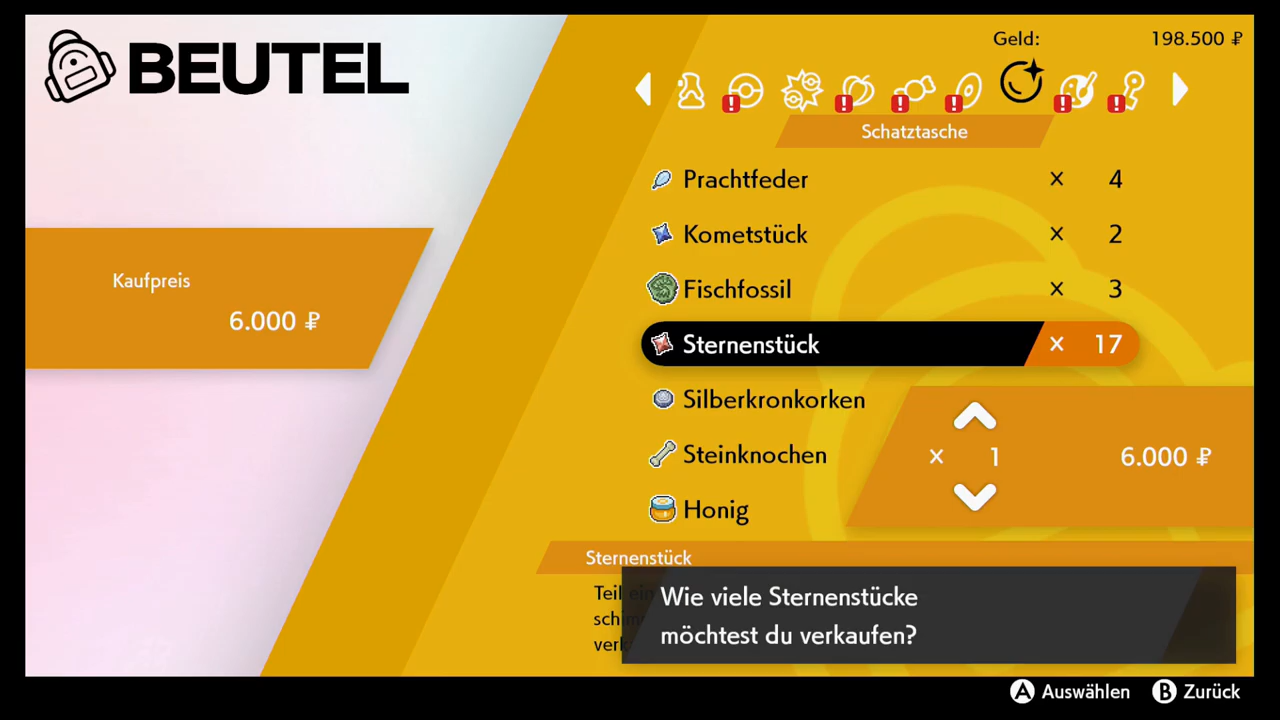 BEUTEL
Geld: 198.500 ₽
Schatztasche
Prachtfeder × 4
Kometstück × 2
Kaufpreis
6.000 ₽
Fischfossil × 3
Sternenstück × 17
Silberkronkorken
Steinknochen
× 1 6.000 ₽
Honig
Sternenstück
Teil
Wie viele Sternenstücke
möchtest du verkaufen?
A Auswählen B Zurück